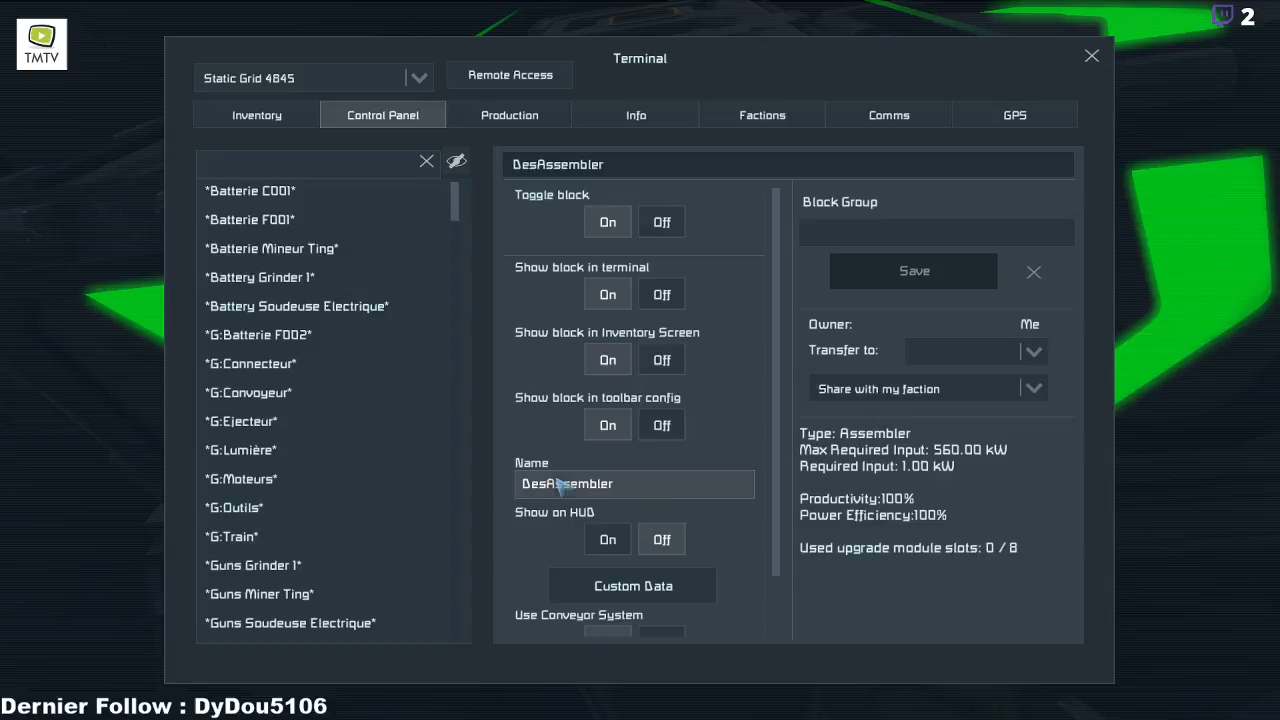 TMTV
2
Terminal
Static Grid 4845
Remote Access
Inventory
Control Panel
Production
Info
Factions
Comms
GPS
*Batterie C001*
*Batterie F001*
*Batterie Mineur Ting*
*Battery Grinder 1*
*Battery Soudeuse Electrique*
*G:Batterie F002*
*G:Connecteur*
*G:Convoyeur*
*G:Ejecteur*
*G:Lumière*
*G:Moteurs*
*G:Outils*
*G:Train*
*Guns Grinder 1*
*Guns Miner Ting*
*Guns Soudeuse Electrique*
DesAssembler
Toggle block
On Off
Show block in terminal
On Off
Show block in Inventory Screen
On Off
Show block in toolbar config
On Off
Name
DesAssembler
Show on HUD
On Off
Custom Data
Use Conveyor System
Block Group
Save
Owner: Me
Transfer to:
Share with my faction
Type: Assembler
Max Required Input: 560.00 kW
Required Input: 1.00 kW
Productivity:100%
Power Efficiency:100%
Used upgrade module slots: 0 / 8
Dernier Follow : DyDou5106